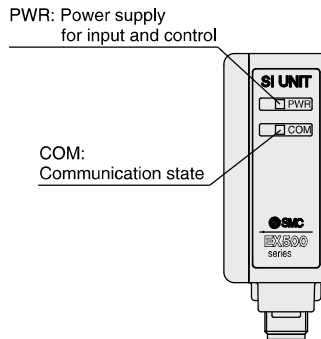 PWR: Power supply
for input and control
SI UNIT
PWR
COM
COM:
Communication state
SMC
EX500
series